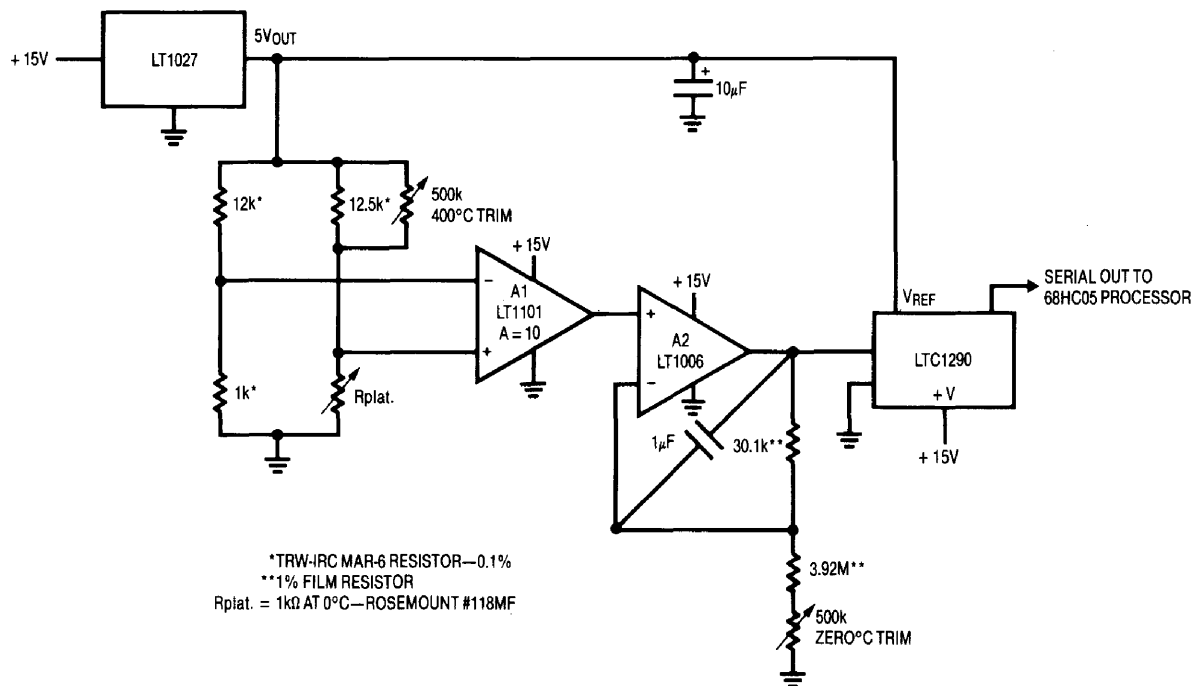 5VOUT
+ 15V
LT1027
+
10μF
12k*
12.5k*
500k
400°C TRIM
+ 15V
−
A1
LT1101
A = 10
+
+ 15V
+
A2
LT1006
−
VREF
SERIAL OUT TO
68HC05 PROCESSOR
LTC1290
+ V
+ 15V
1k*
Rplat.
1μF
30.1k**
*TRW-IRC MAR-6 RESISTOR—0.1%
**1% FILM RESISTOR
Rplat. = 1kΩ AT 0°C—ROSEMOUNT #118MF
3.92M**
500k
ZERO°C TRIM